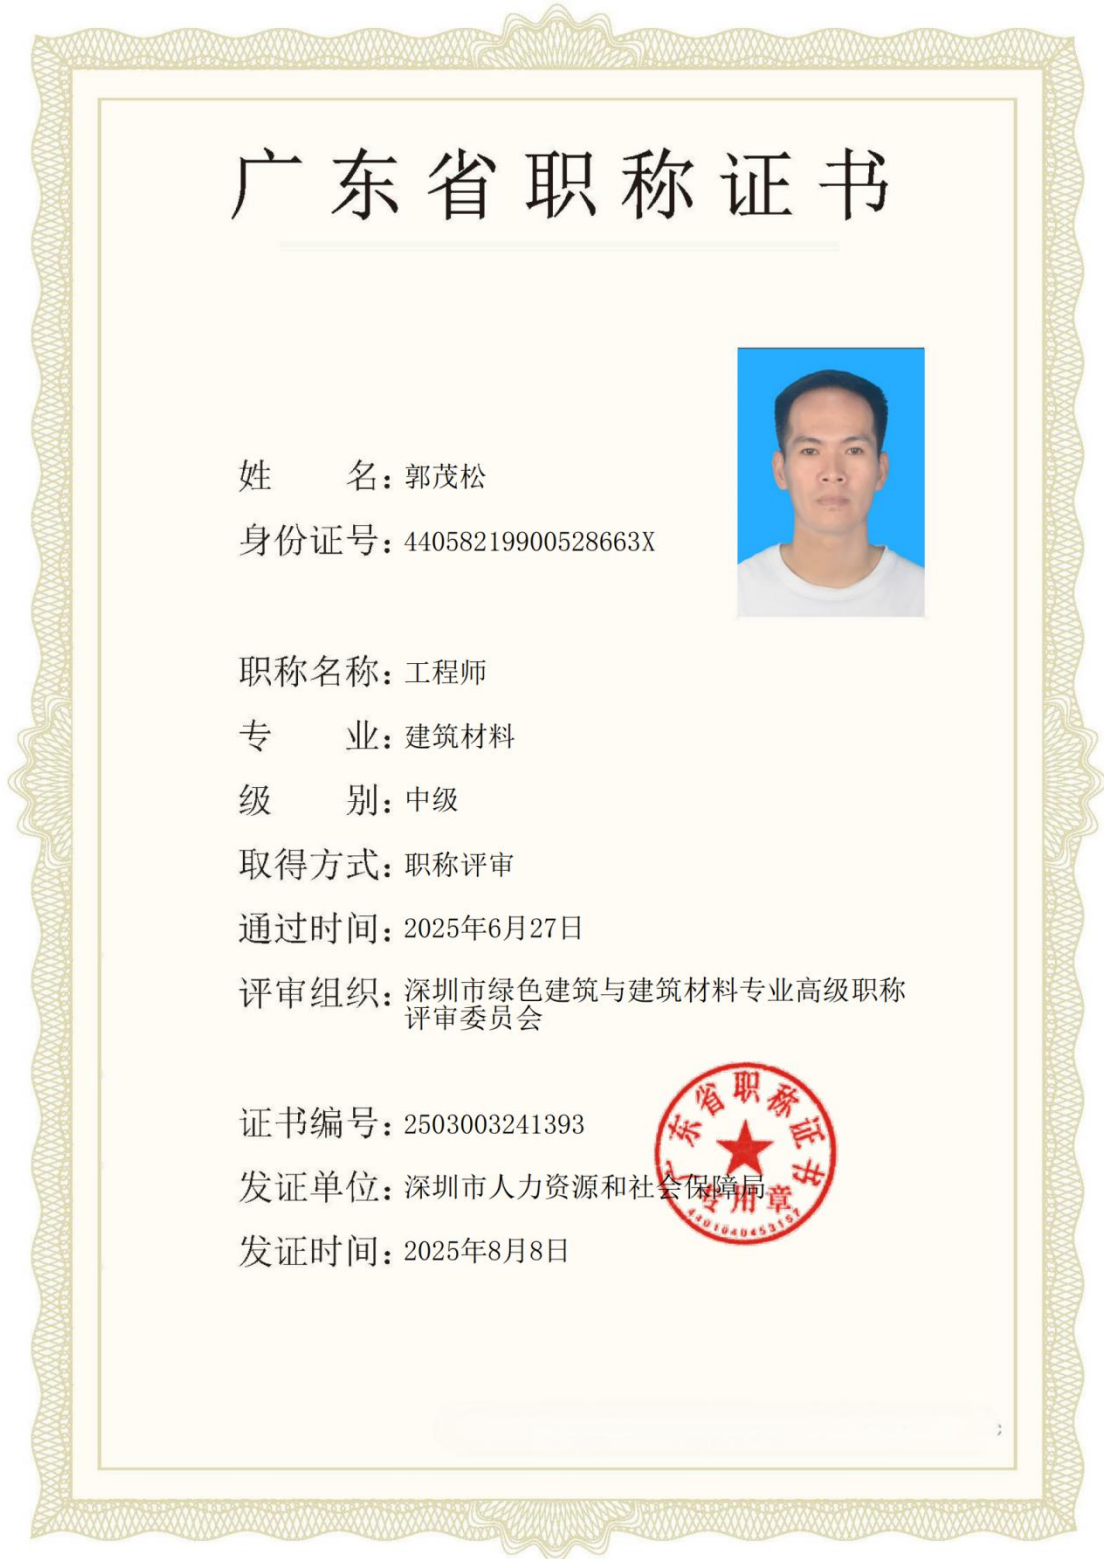 广东省职称证书
姓名：郭茂松
身份证号：44058219900528663X
职称名称：工程师
专业：建筑材料
级别：中级
取得方式：职称评审
通过时间：2025年6月27日
评审组织：深圳市绿色建筑与建筑材料专业高级职称
评审委员会
证书编号：2503003241393
发证单位：深圳市人力资源和社会保障局
发证时间：2025年8月8日
广东省职称证书
专用章
4401040453157